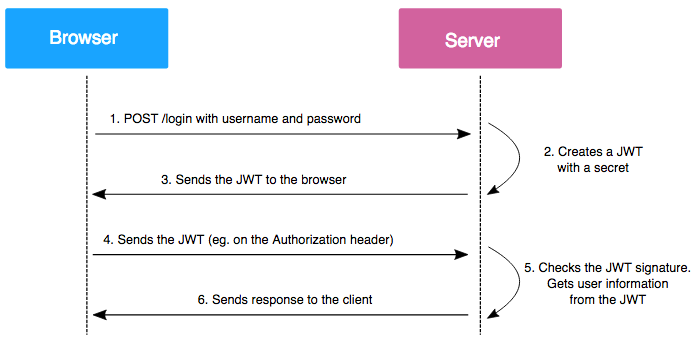 Browser
Server
1. POST /login with username and password
2. Creates a JWT
with a secret
3. Sends the JWT to the browser
4. Sends the JWT (eg. on the Authorization header)
5. Checks the JWT signature.
Gets user information
from the JWT
6. Sends response to the client